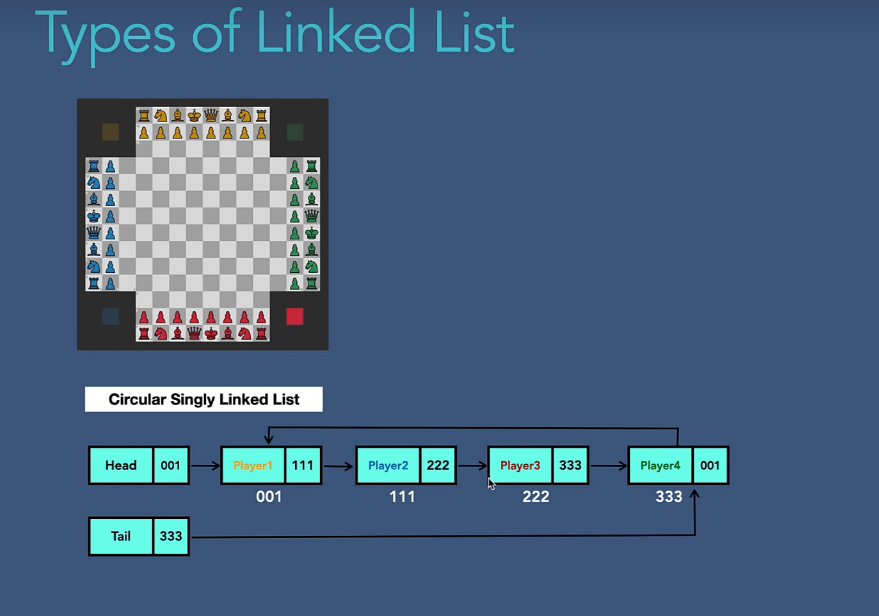 Types of Linked List
Circular Singly Linked List
Head 001 Player1 111 Player2 222 Player3 333 Player4 001
001 111 222 333
Tail 333